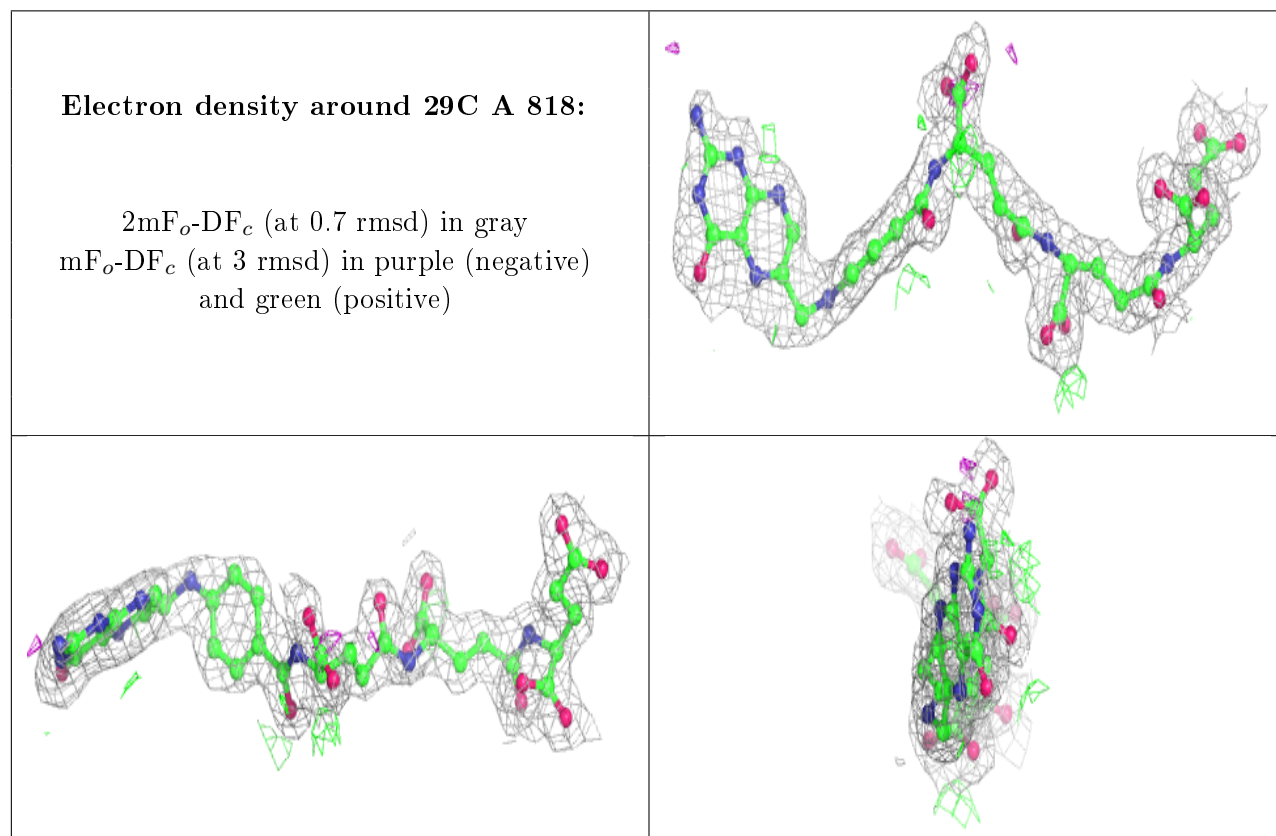 Electron density around 29C A 818:
2mFo-DFc (at 0.7 rmsd) in gray
mFo-DFc (at 3 rmsd) in purple (negative)
and green (positive)